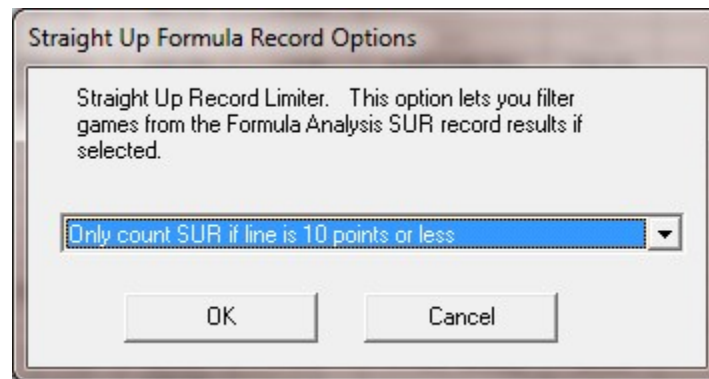 Straight Up Formula Record Options
Straight Up Record Limiter.   This option lets you filter
games from the Formula Analysis SUR record results if
selected.
Only count SUR if line is 10 points or less
OK
Cancel